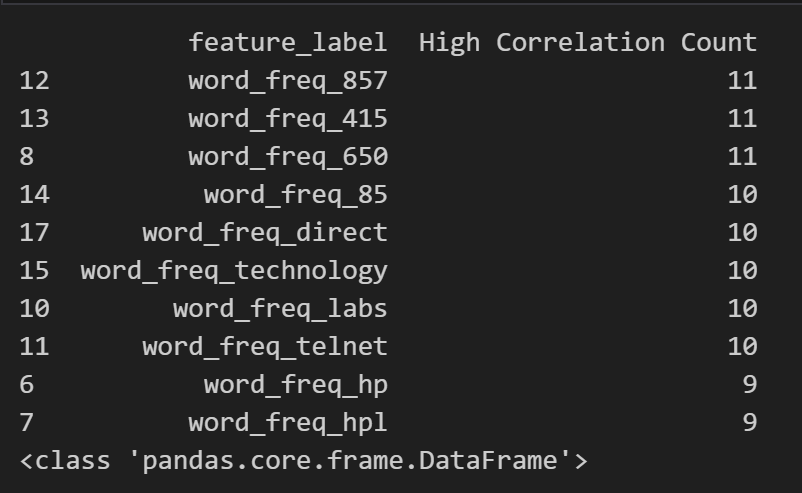 feature_label High Correlation Count
12 word_freq_857 11
13 word_freq_415 11
8 word_freq_650 11
14 word_freq_85 10
17 word_freq_direct 10
15 word_freq_technology 10
10 word_freq_labs 10
11 word_freq_telnet 10
6 word_freq_hp 9
7 word_freq_hpl 9
<class 'pandas.core.frame.DataFrame'>